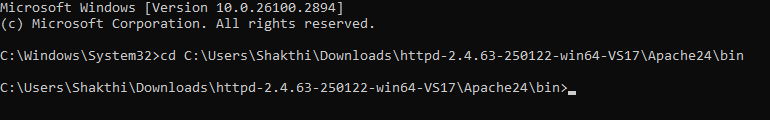 Microsoft Windows [Version 10.0.26100.2894]
(c) Microsoft Corporation. All rights reserved.
C:\Windows\System32>cd C:\Users\Shakthi\Downloads\httpd-2.4.63-250122-win64-VS17\Apache24\bin
C:\Users\Shakthi\Downloads\httpd-2.4.63-250122-win64-VS17\Apache24\bin>